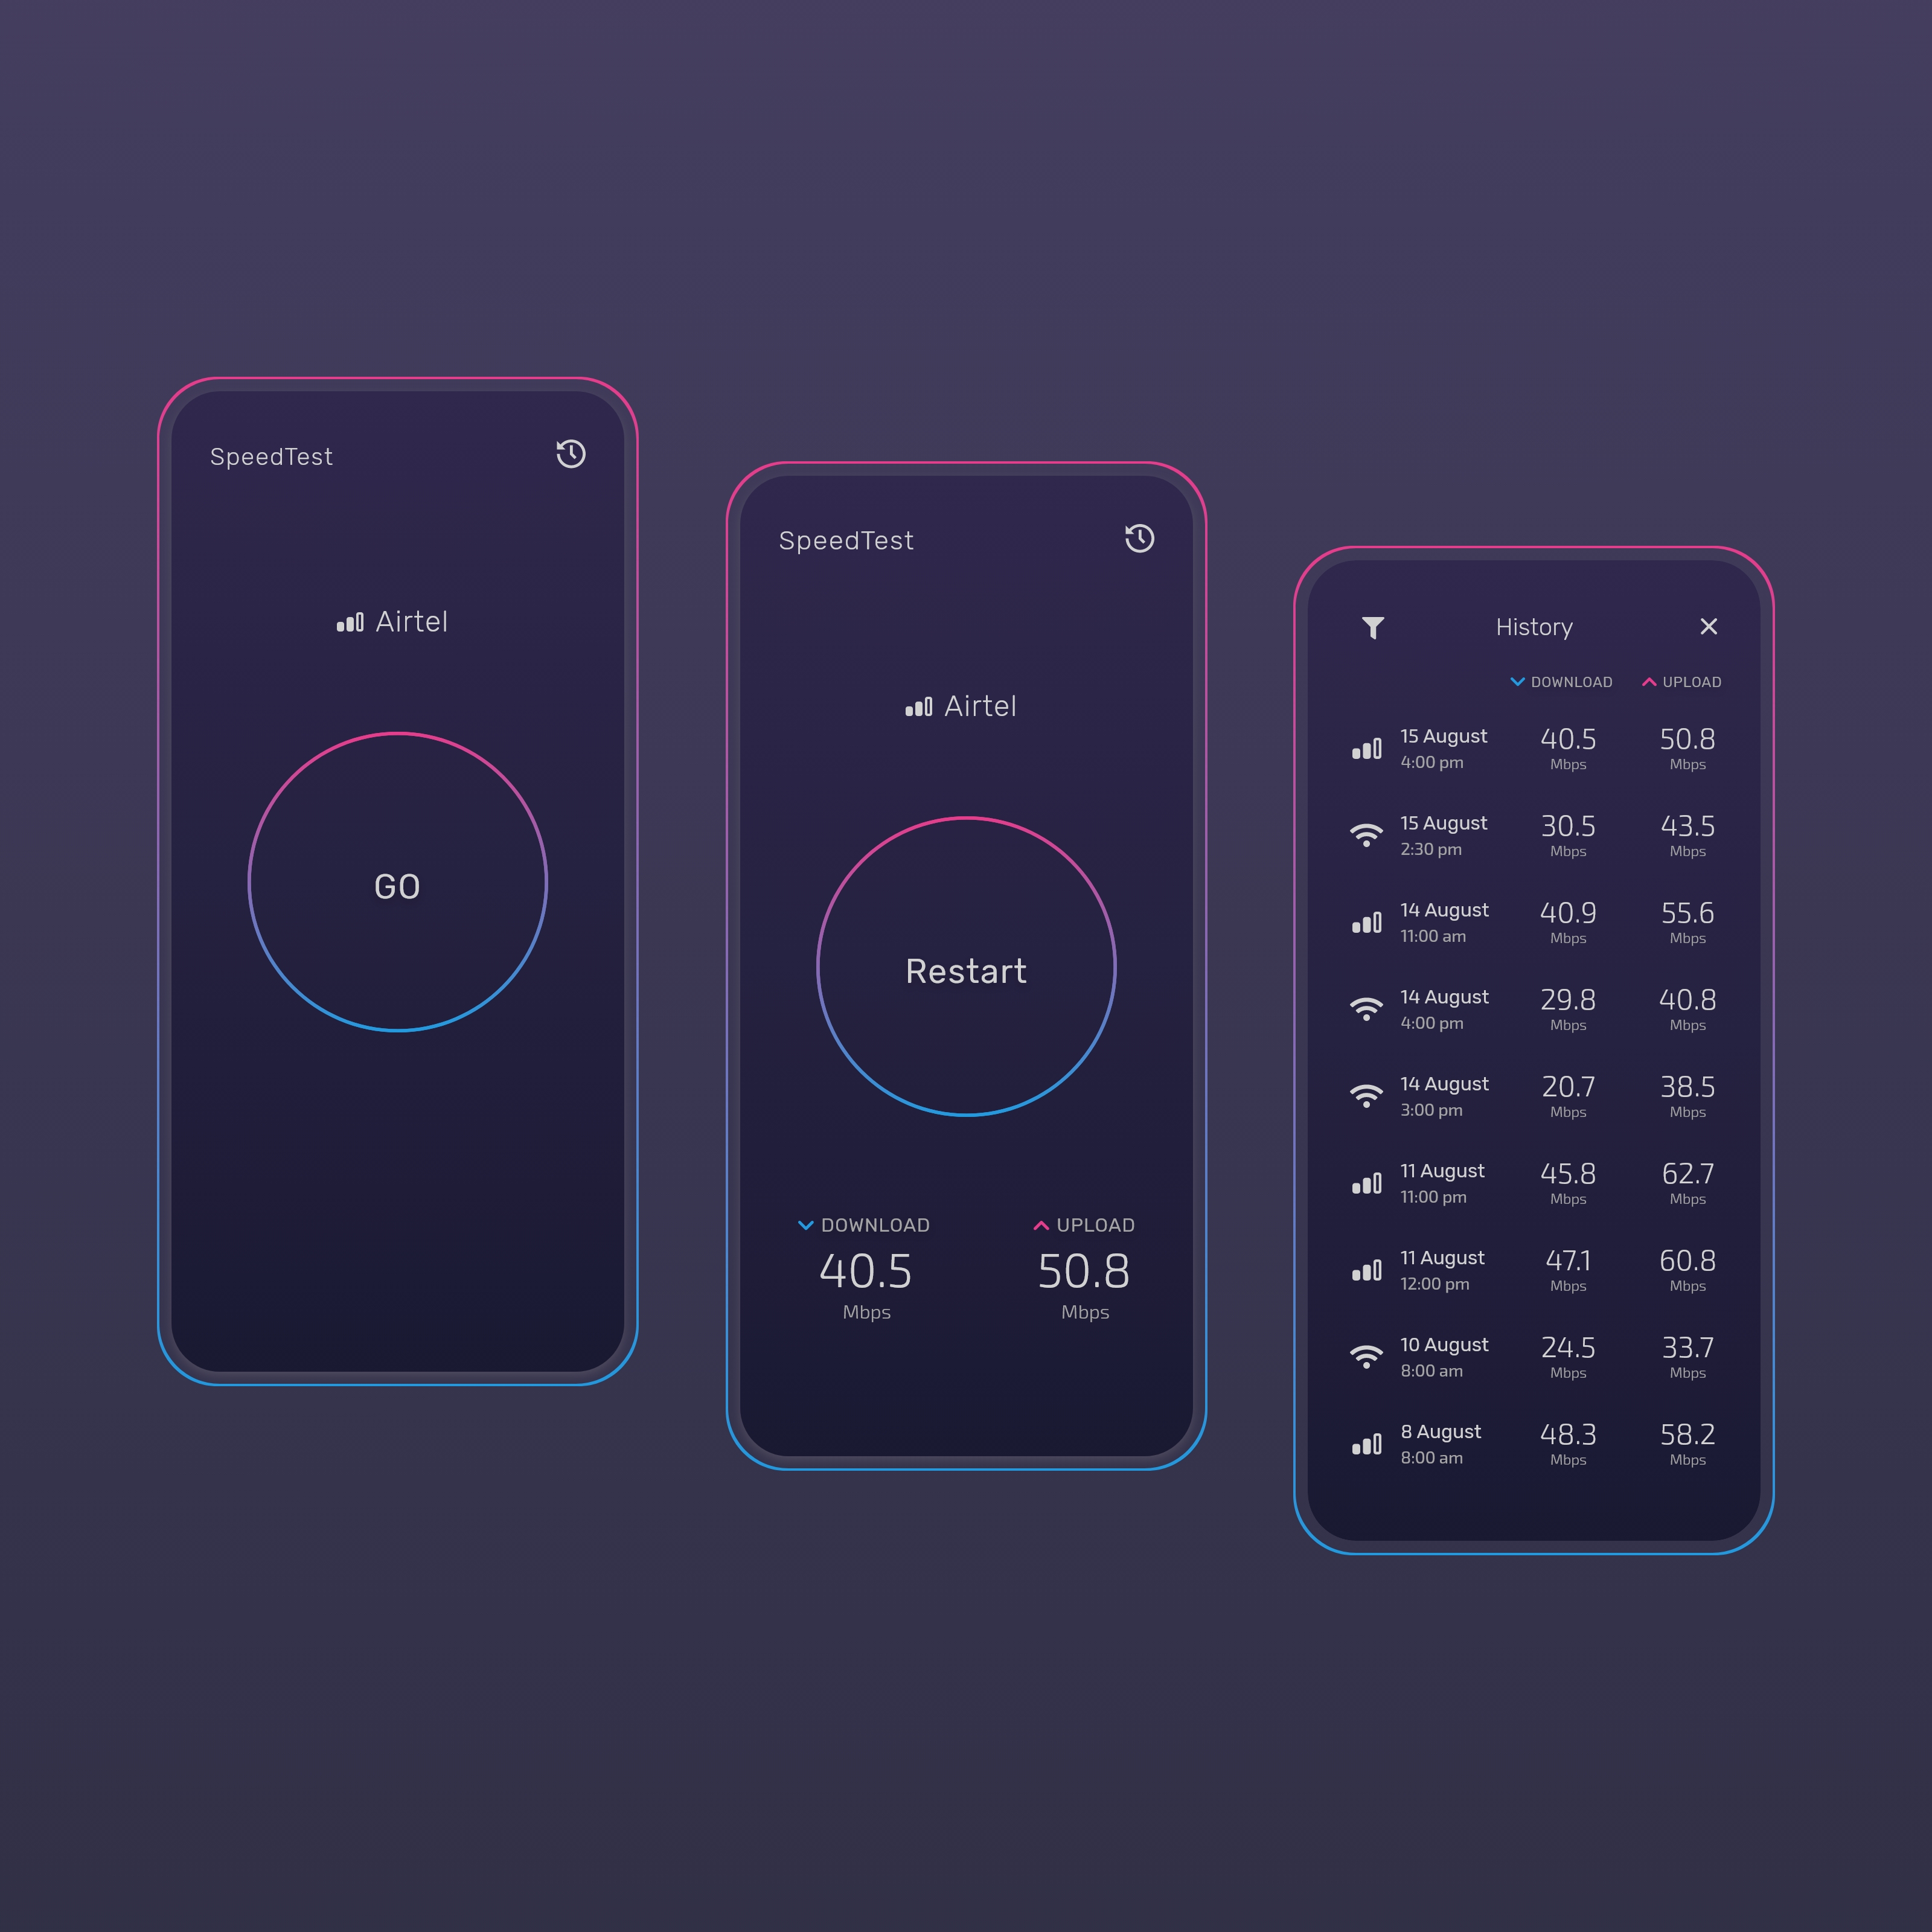 SpeedTest
Airtel
GO
SpeedTest
Airtel
Restart
DOWNLOAD UPLOAD
40.5 50.8
Mbps Mbps
History
DOWNLOAD UPLOAD
15 August 40.5 50.8
4:00 pm Mbps Mbps
15 August 30.5 43.5
2:30 pm Mbps Mbps
14 August 40.9 55.6
11:00 am Mbps Mbps
14 August 29.8 40.8
4:00 pm Mbps Mbps
14 August 20.7 38.5
3:00 pm Mbps Mbps
11 August 45.8 62.7
11:00 pm Mbps Mbps
11 August 47.1 60.8
12:00 pm Mbps Mbps
10 August 24.5 33.7
8:00 am Mbps Mbps
8 August 48.3 58.2
8:00 am Mbps Mbps